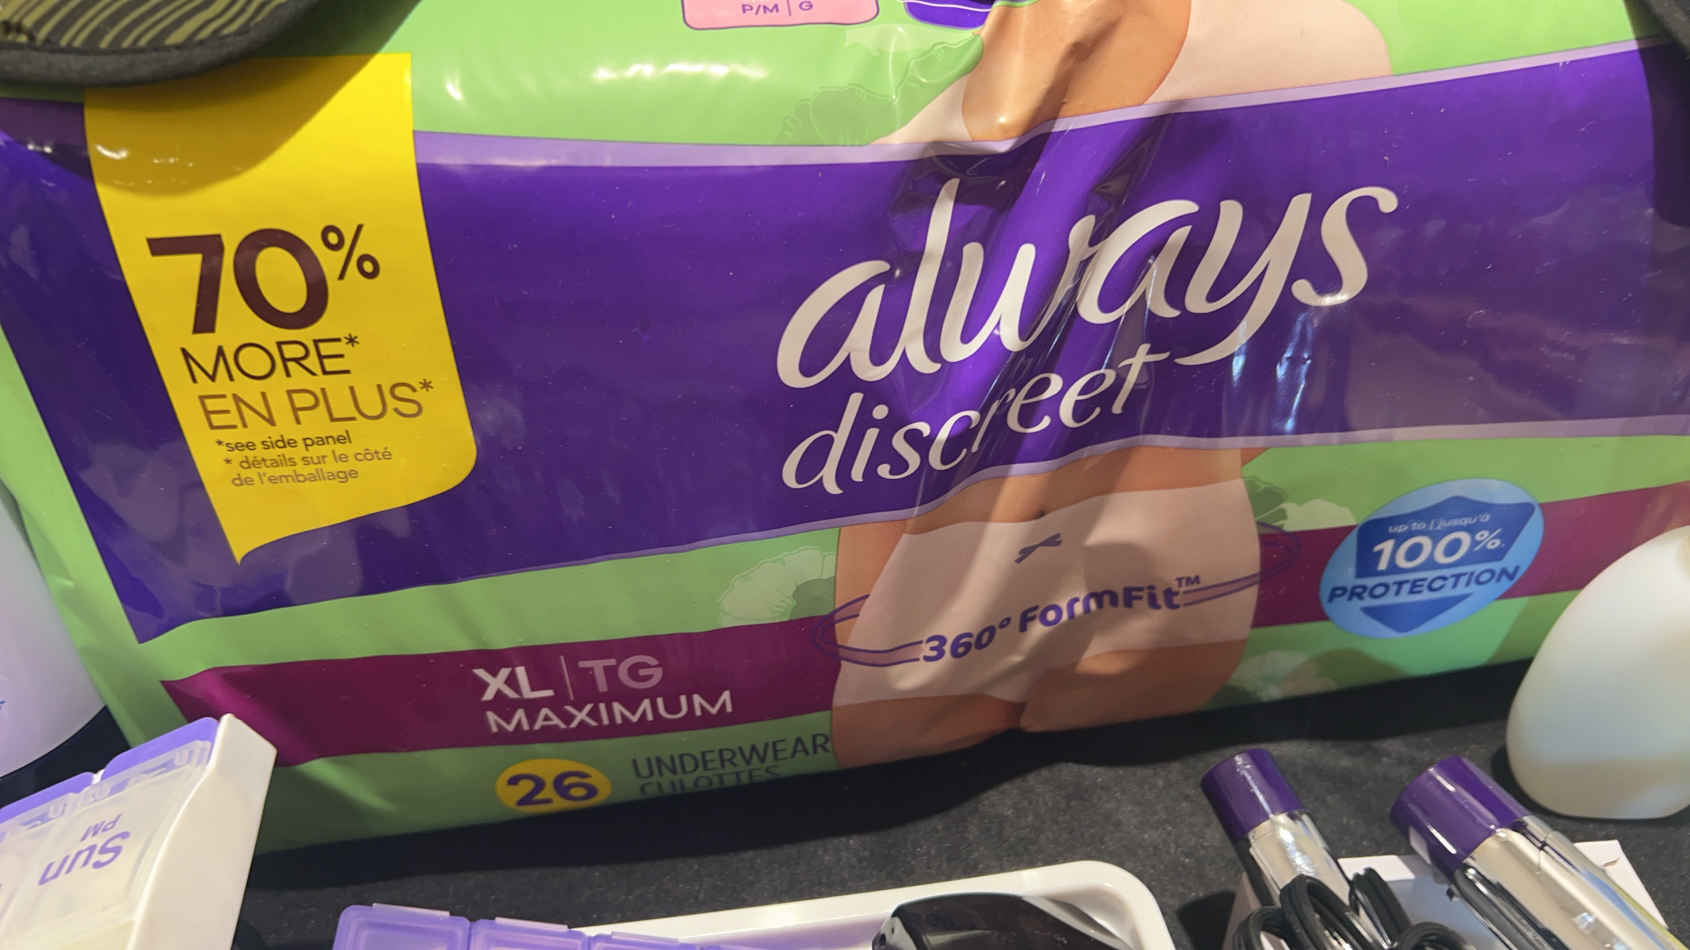 P/M | G
70%
MORE*
EN PLUS*
*see side panel
* détails sur le côté
de l'emballage
always
discreet
up to | jusqu'à
100%
PROTECTION
360° FormFit™
XL | TG
MAXIMUM
26
UNDERWEAR
CULOTTES
Sun
PM